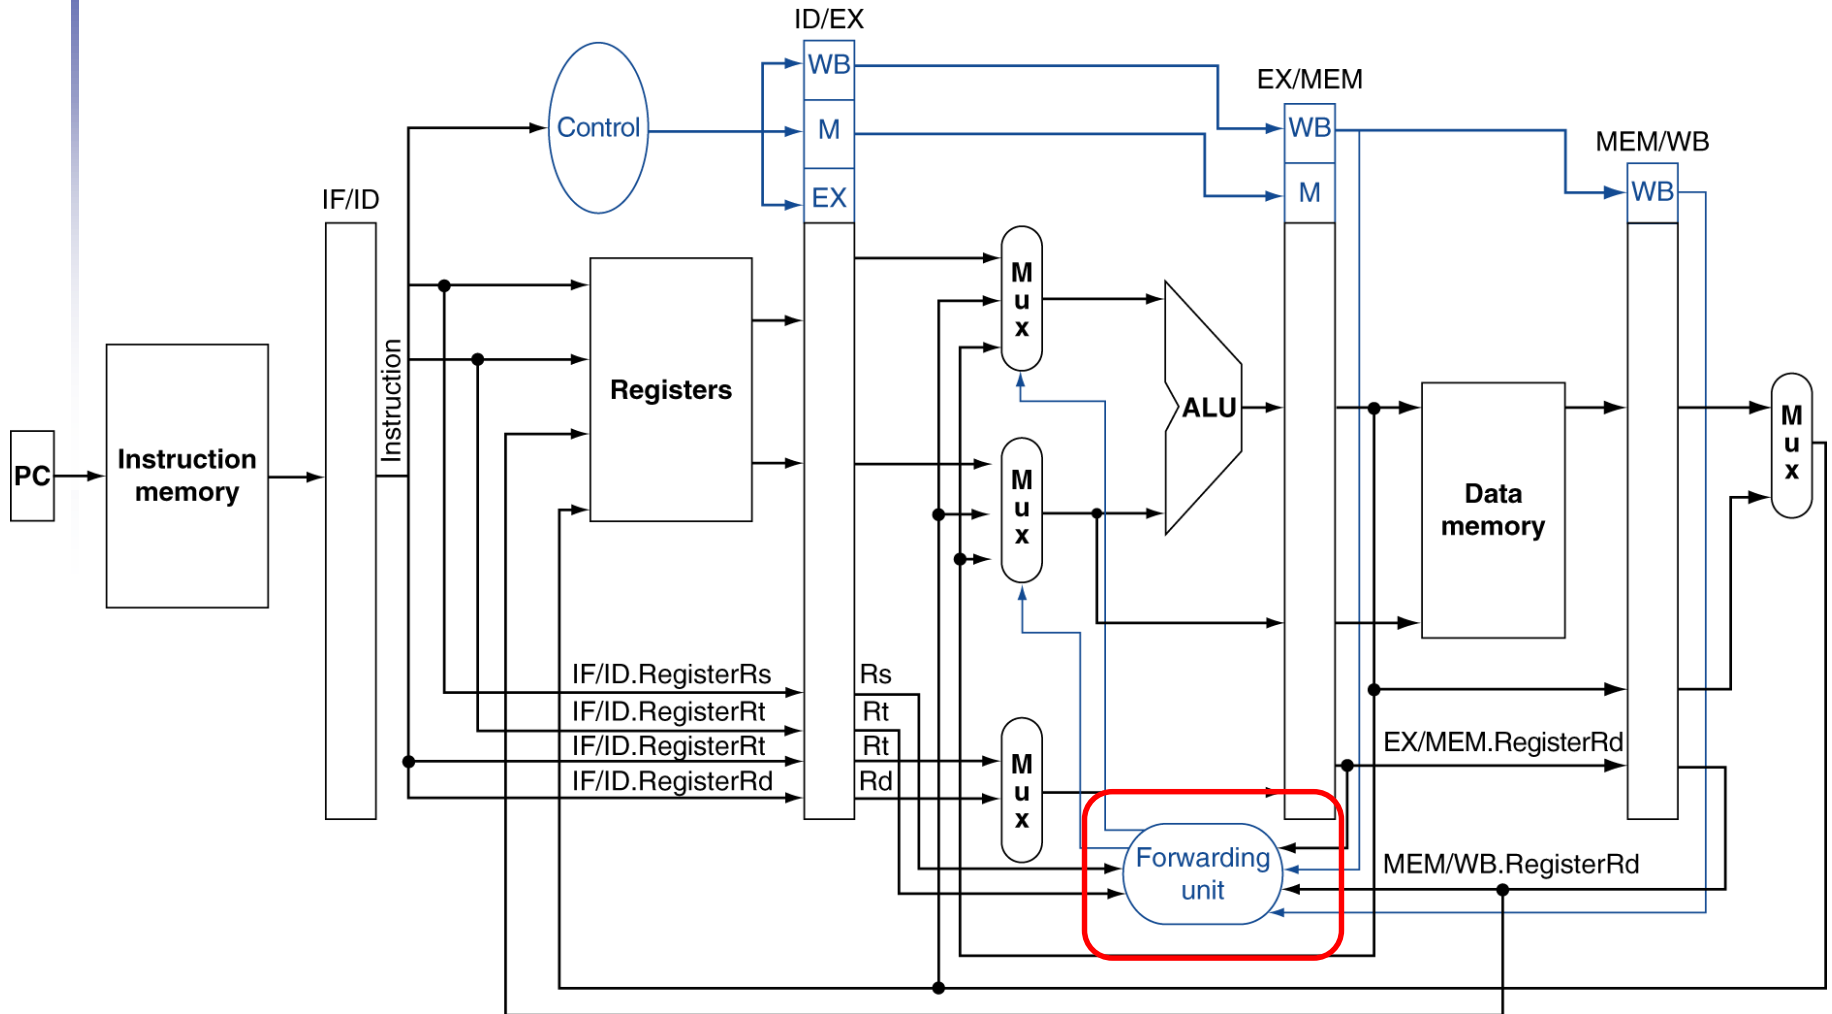 ID/EX
WB
EX/MEM
Control
M
WB
MEM/WB
EX
M
WB
IF/ID
M
u
x
Instruction
Registers
ALU
M
u
x
PC
Instruction
memory
M
u
x
Data
memory
IF/ID.RegisterRs
Rs
IF/ID.RegisterRt
Rt
IF/ID.RegisterRt
Rt
EX/MEM.RegisterRd
IF/ID.RegisterRd
Rd
M
u
x
Forwarding
unit
MEM/WB.RegisterRd